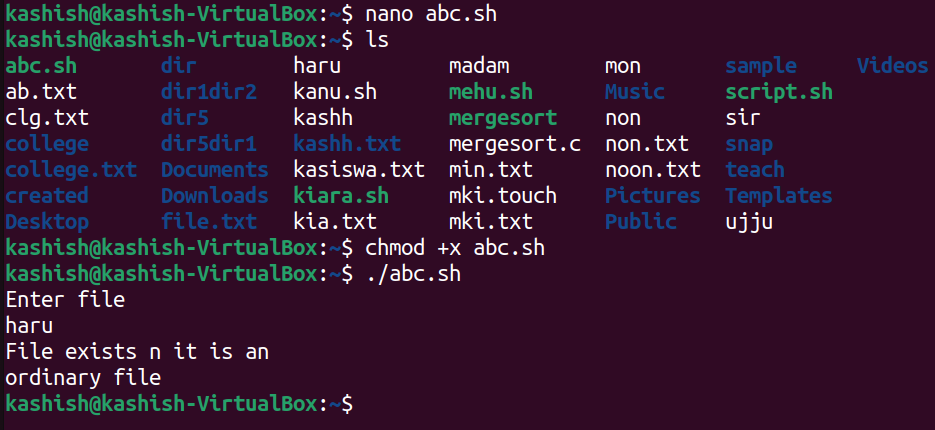 kashish@kashish-VirtualBox:~$ nano abc.sh
kashish@kashish-VirtualBox:~$ ls
abc.sh dir haru madam mon sample Videos
ab.txt dir1dir2 kanu.sh mehu.sh Music script.sh
clg.txt dir5 kashh mergesort non sir
college dir5dir1 kashh.txt mergesort.c non.txt snap
college.txt Documents kasiswa.txt min.txt noon.txt teach
created Downloads kiara.sh mki.touch Pictures Templates
Desktop file.txt kia.txt mki.txt Public ujju
kashish@kashish-VirtualBox:~$ chmod +x abc.sh
kashish@kashish-VirtualBox:~$ ./abc.sh
Enter file
haru
File exists n it is an
ordinary file
kashish@kashish-VirtualBox:~$